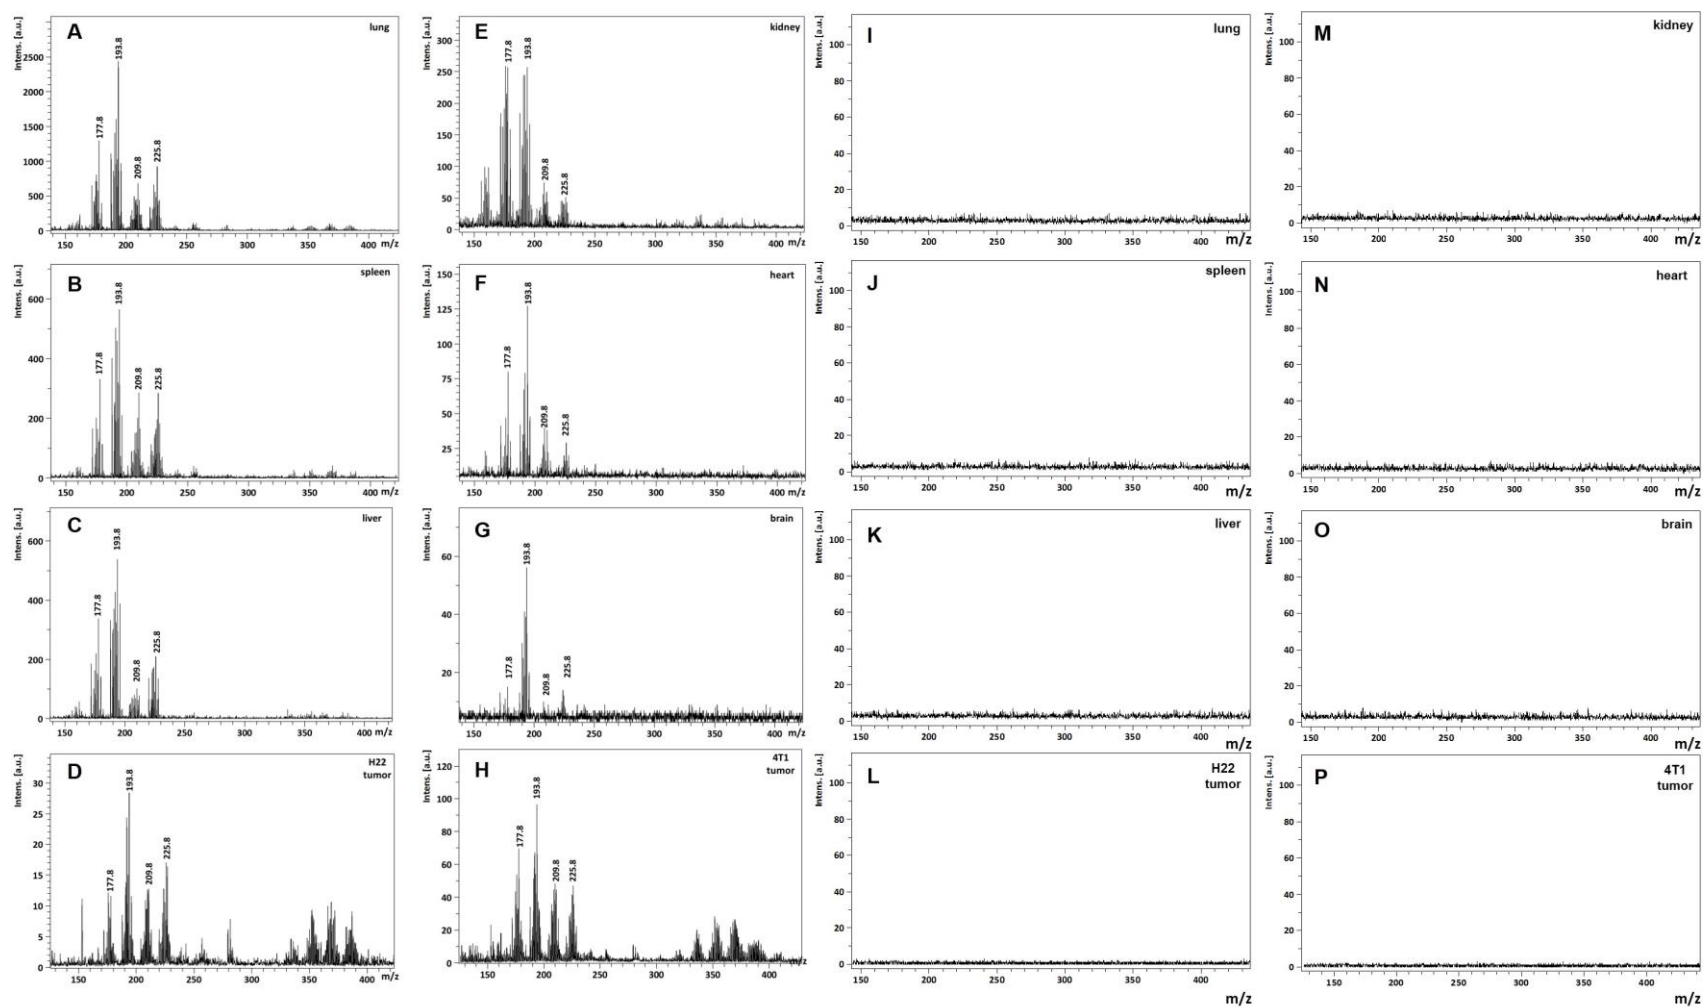 A
lung
Intens. [a.u.]
2500
2000
1500
1000
500
0
177.8
193.8
209.8
225.8
150 200 250 300 350 400 m/z
E
kidney
Intens. [a.u.]
300
250
200
150
100
50
0
177.8
193.8
209.8
225.8
150 200 250 300 350 400 m/z
I
lung
Intens. [a.u.]
100
80
60
40
20
0
150 200 250 300 350 400
m/z
M
kidney
Intens. [a.u.]
100
80
60
40
20
0
150 200 250 300 350 400
m/z
B
spleen
Intens. [a.u.]
600
400
200
0
177.8
193.8
209.8
225.8
150 200 250 300 350 400 m/z
F
heart
Intens. [a.u.]
150
125
100
75
50
25
177.8
193.8
209.8
225.8
150 200 250 300 350 400 m/z
J
spleen
Intens. [a.u.]
100
80
60
40
20
0
150 200 250 300 350 400
m/z
N
heart
Intens. [a.u.]
100
80
60
40
20
0
150 200 250 300 350 400
m/z
C
liver
Intens. [a.u.]
600
400
200
0
177.8
193.8
209.8
225.8
150 200 250 300 350 400 m/z
G
brain
Intens. [a.u.]
60
40
20
177.8
193.8
209.8
225.8
150 200 250 300 350 400 m/z
K
liver
Intens. [a.u.]
100
80
60
40
20
0
150 200 250 300 350 400
m/z
O
brain
Intens. [a.u.]
100
80
60
40
20
0
150 200 250 300 350 400
m/z
D
H22
tumor
Intens. [a.u.]
30
25
20
15
10
5
0
177.8
193.8
209.8
225.8
150 200 250 300 350 400 m/z
H
4T1
tumor
Intens. [a.u.]
120
100
80
60
40
20
0
177.8
193.8
209.8
225.8
150 200 250 300 350 400 m/z
L
H22
tumor
Intens. [a.u.]
100
80
60
40
20
0
150 200 250 300 350 400
m/z
P
4T1
tumor
Intens. [a.u.]
100
80
60
40
20
0
150 200 250 300 350 400
m/z